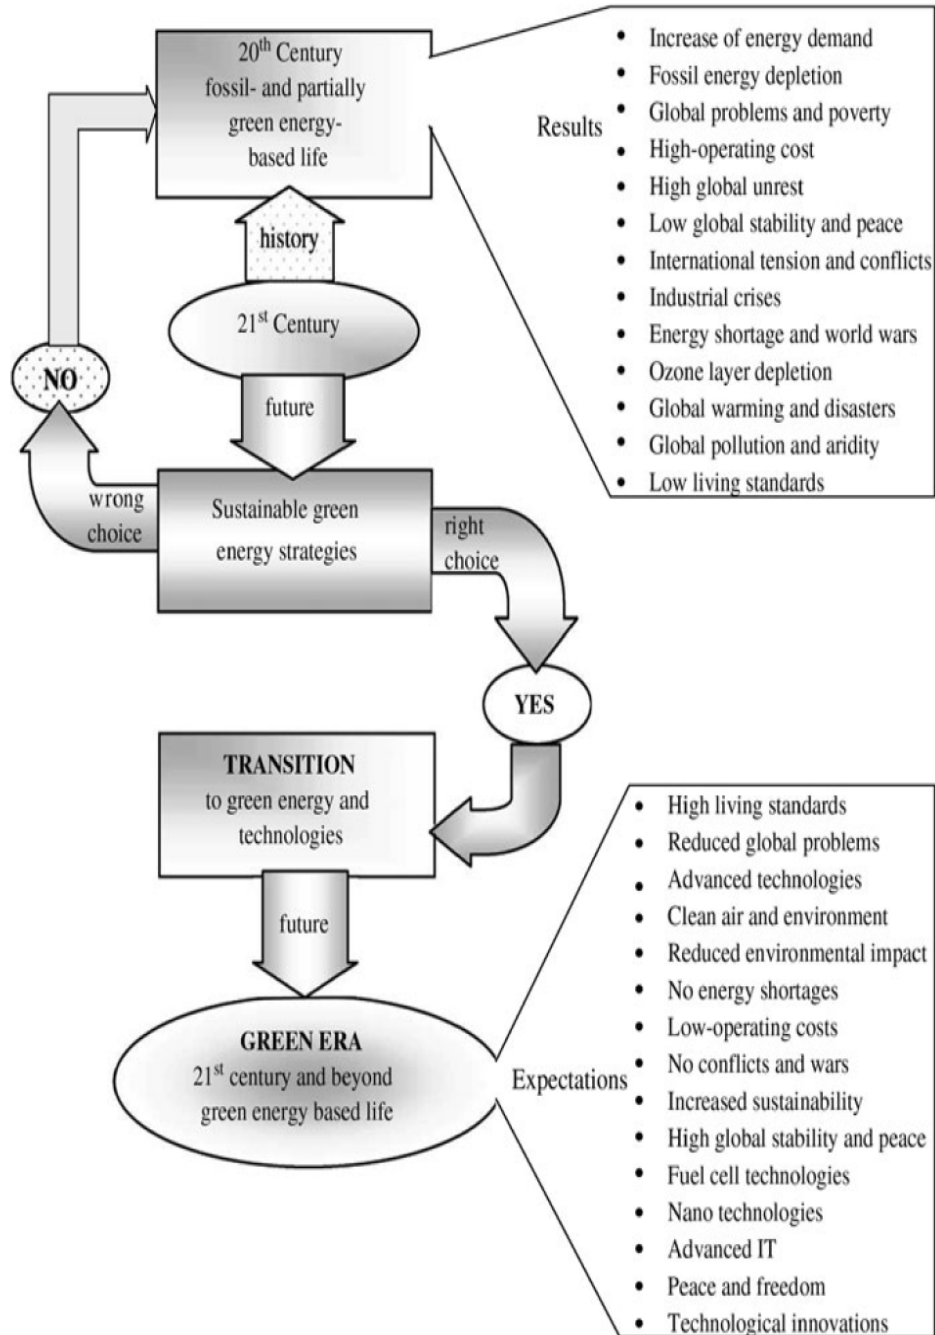 20th Century
fossil- and partially
green energy-
based life
Results
• Increase of energy demand
• Fossil energy depletion
• Global problems and poverty
• High-operating cost
• High global unrest
• Low global stability and peace
• International tension and conflicts
• Industrial crises
• Energy shortage and world wars
• Ozone layer depletion
• Global warming and disasters
• Global pollution and aridity
• Low living standards
history
21st Century
future
NO
wrong
choice
Sustainable green
energy strategies
right
choice
YES
TRANSITION
to green energy and
technologies
future
GREEN ERA
21st century and beyond
green energy based life
Expectations
• High living standards
• Reduced global problems
• Advanced technologies
• Clean air and environment
• Reduced environmental impact
• No energy shortages
• Low-operating costs
• No conflicts and wars
• Increased sustainability
• High global stability and peace
• Fuel cell technologies
• Nano technologies
• Advanced IT
• Peace and freedom
• Technological innovations